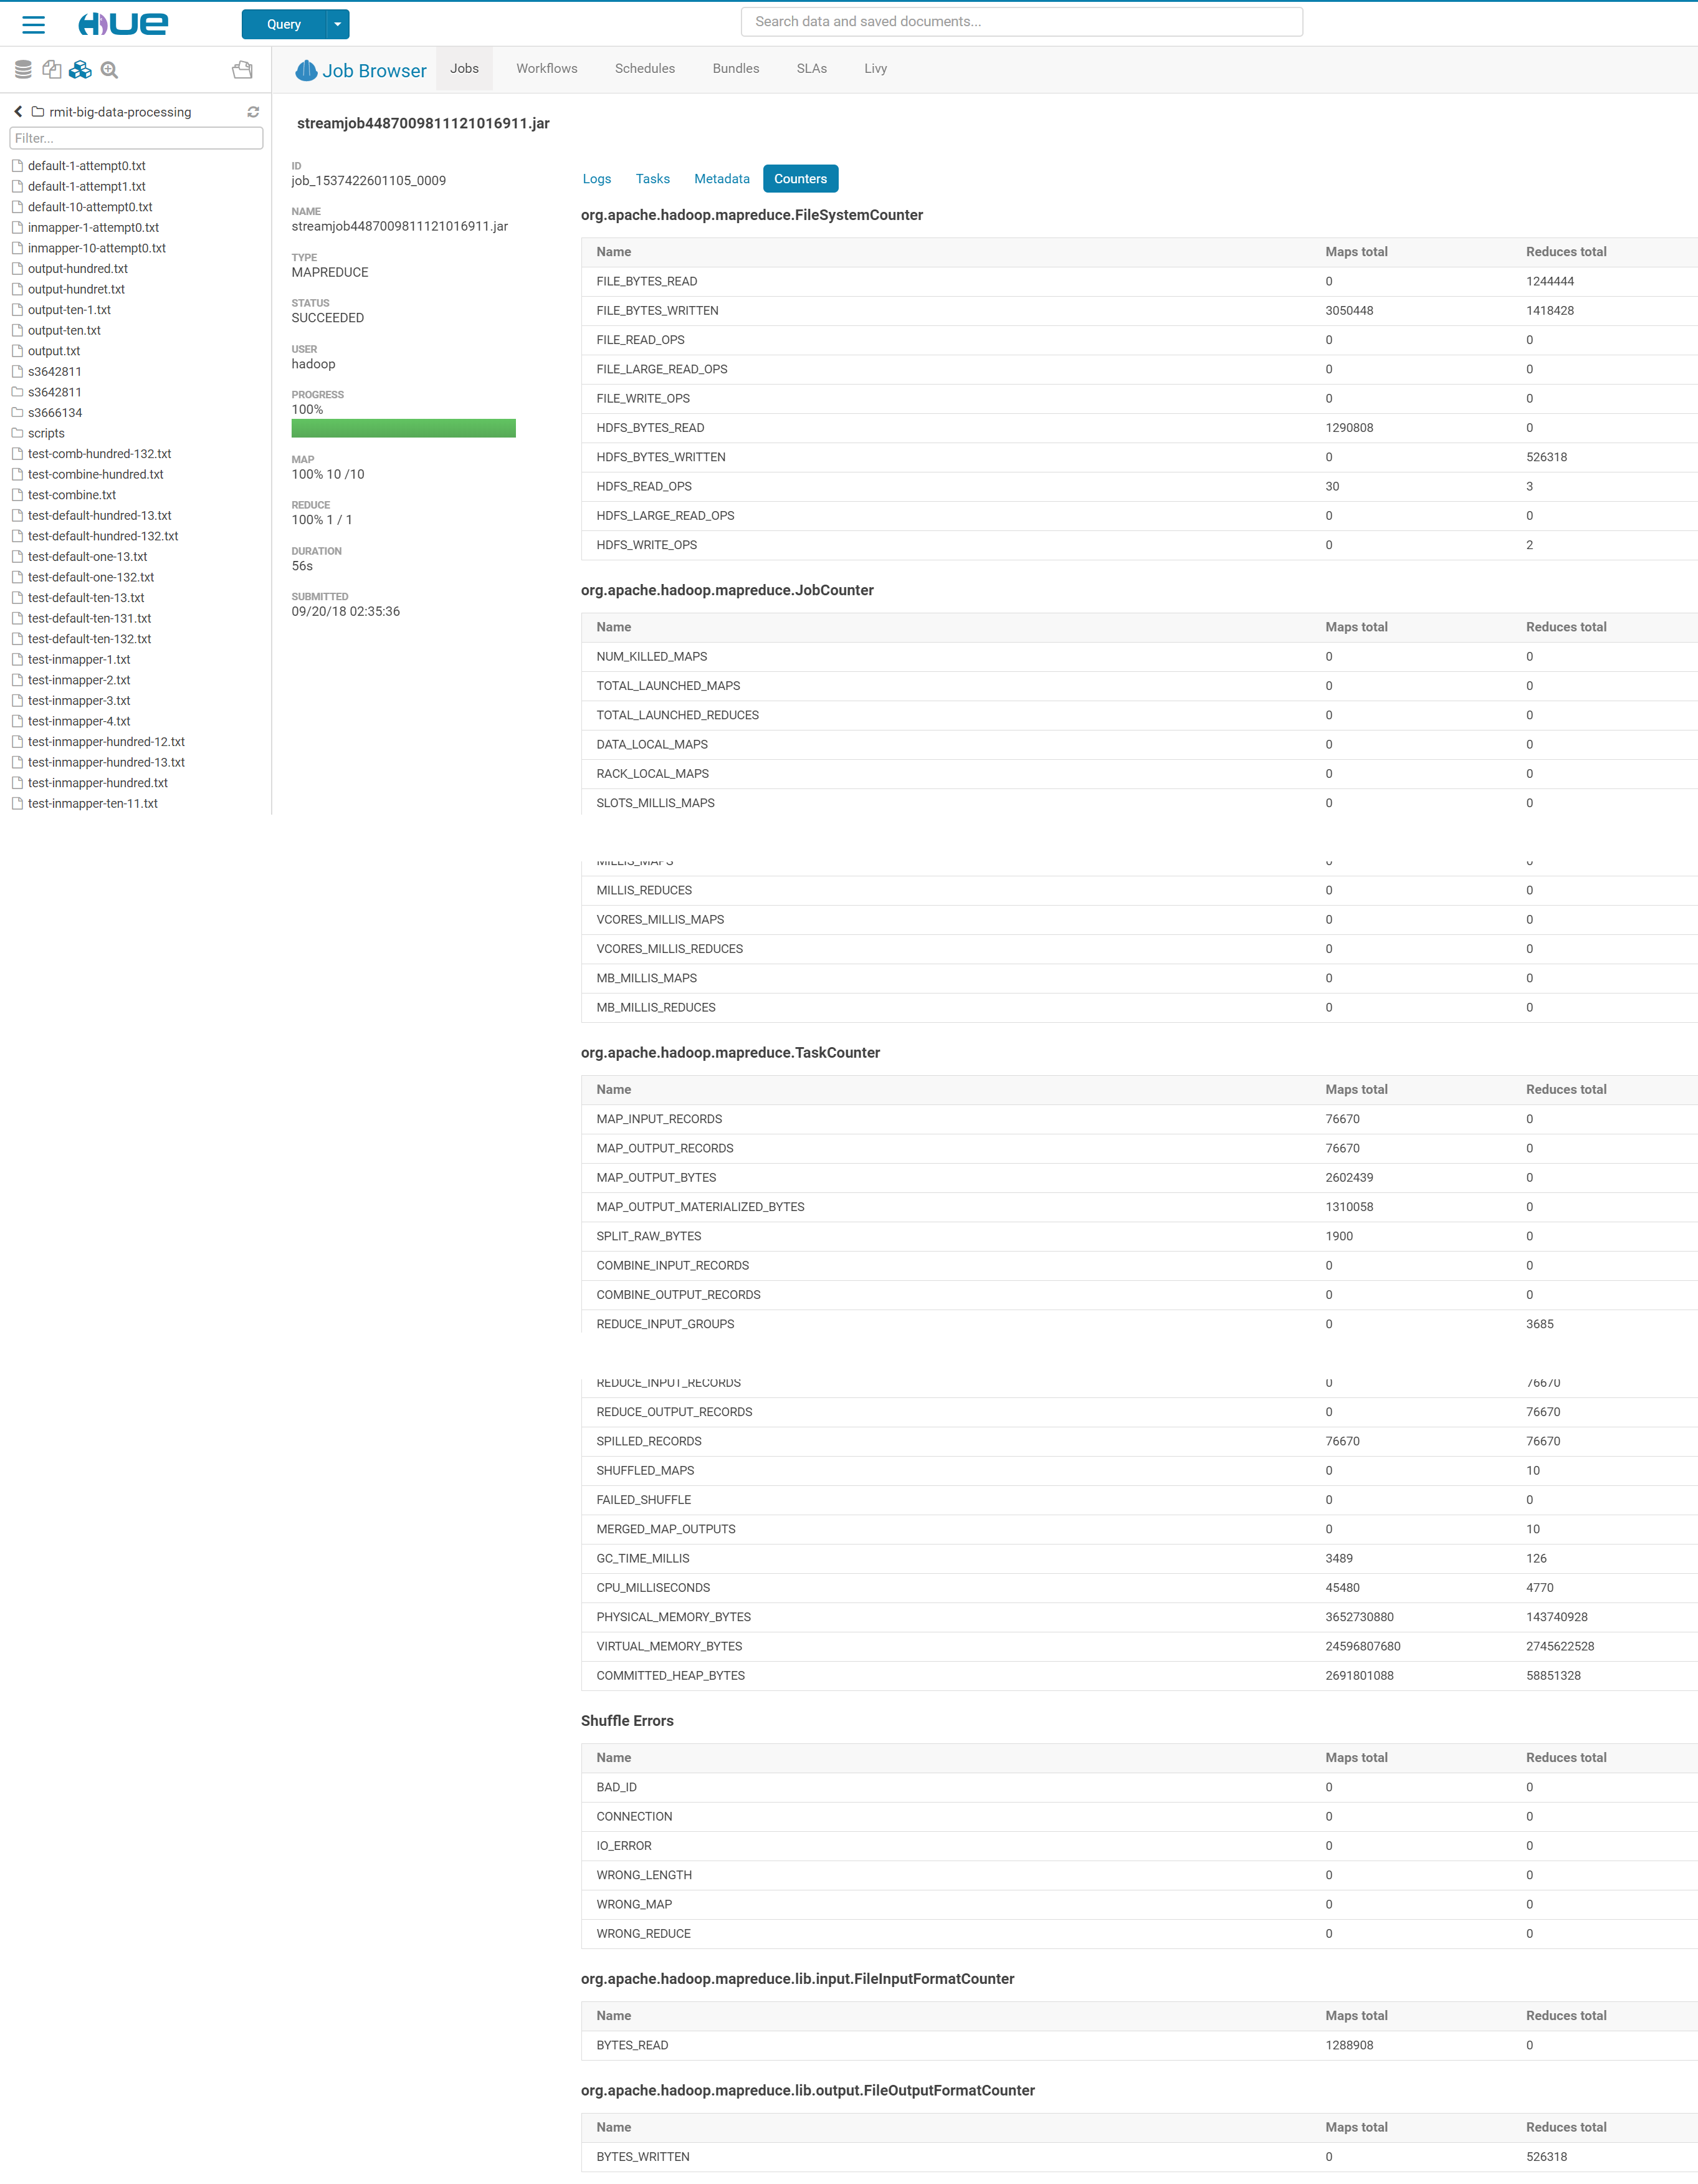 HUE
Query
Search data and saved documents...
Job Browser Jobs Workflows Schedules Bundles SLAs Livy
rmit-big-data-processing
Filter...
default-1-attempt0.txt
default-1-attempt1.txt
default-10-attempt0.txt
inmapper-1-attempt0.txt
inmapper-10-attempt0.txt
output-hundred.txt
output-hundret.txt
output-ten-1.txt
output-ten.txt
output.txt
s3642811
s3642811
s3666134
scripts
test-comb-hundred-132.txt
test-combine-hundred.txt
test-combine.txt
test-default-hundred-13.txt
test-default-hundred-132.txt
test-default-one-13.txt
test-default-one-132.txt
test-default-ten-13.txt
test-default-ten-131.txt
test-default-ten-132.txt
test-inmapper-1.txt
test-inmapper-2.txt
test-inmapper-3.txt
test-inmapper-4.txt
test-inmapper-hundred-12.txt
test-inmapper-hundred-13.txt
test-inmapper-hundred.txt
test-inmapper-ten-11.txt
streamjob4487009811121016911.jar
ID
job_1537422601105_0009
NAME
streamjob4487009811121016911.jar
TYPE
MAPREDUCE
STATUS
SUCCEEDED
USER
hadoop
PROGRESS
100%
MAP
100% 10 /10
REDUCE
100% 1 / 1
DURATION
56s
SUBMITTED
09/20/18 02:35:36
Logs Tasks Metadata Counters
org.apache.hadoop.mapreduce.FileSystemCounter
Name Maps total Reduces total
FILE_BYTES_READ 0 1244444
FILE_BYTES_WRITTEN 3050448 1418428
FILE_READ_OPS 0 0
FILE_LARGE_READ_OPS 0 0
FILE_WRITE_OPS 0 0
HDFS_BYTES_READ 1290808 0
HDFS_BYTES_WRITTEN 0 526318
HDFS_READ_OPS 30 3
HDFS_LARGE_READ_OPS 0 0
HDFS_WRITE_OPS 0 2
org.apache.hadoop.mapreduce.JobCounter
Name Maps total Reduces total
NUM_KILLED_MAPS 0 0
TOTAL_LAUNCHED_MAPS 0 0
TOTAL_LAUNCHED_REDUCES 0 0
DATA_LOCAL_MAPS 0 0
RACK_LOCAL_MAPS 0 0
SLOTS_MILLIS_MAPS 0 0
MILLIS_MAPS 0 0
MILLIS_REDUCES 0 0
VCORES_MILLIS_MAPS 0 0
VCORES_MILLIS_REDUCES 0 0
MB_MILLIS_MAPS 0 0
MB_MILLIS_REDUCES 0 0
org.apache.hadoop.mapreduce.TaskCounter
Name Maps total Reduces total
MAP_INPUT_RECORDS 76670 0
MAP_OUTPUT_RECORDS 76670 0
MAP_OUTPUT_BYTES 2602439 0
MAP_OUTPUT_MATERIALIZED_BYTES 1310058 0
SPLIT_RAW_BYTES 1900 0
COMBINE_INPUT_RECORDS 0 0
COMBINE_OUTPUT_RECORDS 0 0
REDUCE_INPUT_GROUPS 0 3685
REDUCE_INPUT_RECORDS 0 76670
REDUCE_OUTPUT_RECORDS 0 76670
SPILLED_RECORDS 76670 76670
SHUFFLED_MAPS 0 10
FAILED_SHUFFLE 0 0
MERGED_MAP_OUTPUTS 0 10
GC_TIME_MILLIS 3489 126
CPU_MILLISECONDS 45480 4770
PHYSICAL_MEMORY_BYTES 3652730880 143740928
VIRTUAL_MEMORY_BYTES 24596807680 2745622528
COMMITTED_HEAP_BYTES 2691801088 58851328
Shuffle Errors
Name Maps total Reduces total
BAD_ID 0 0
CONNECTION 0 0
IO_ERROR 0 0
WRONG_LENGTH 0 0
WRONG_MAP 0 0
WRONG_REDUCE 0 0
org.apache.hadoop.mapreduce.lib.input.FileInputFormatCounter
Name Maps total Reduces total
BYTES_READ 1288908 0
org.apache.hadoop.mapreduce.lib.output.FileOutputFormatCounter
Name Maps total Reduces total
BYTES_WRITTEN 0 526318